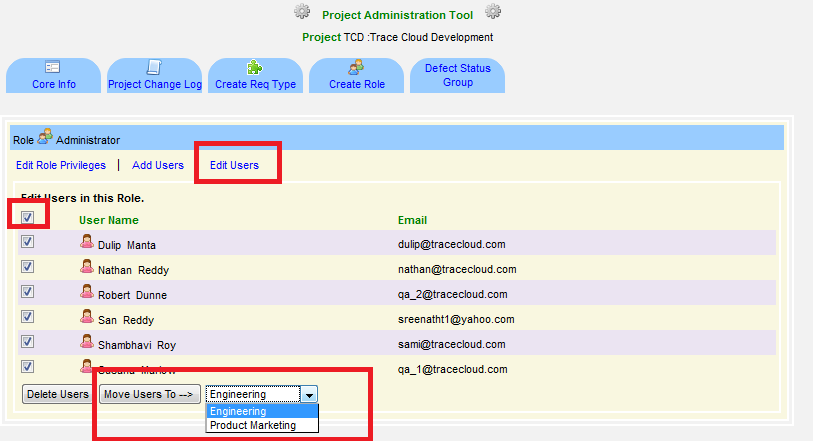 Project Administration Tool
Project TCD :Trace Cloud Development
Core Info
Project Change Log
Create Req Type
Create Role
Defect Status
Group
Role Administrator
Edit Role Privileges | Add Users Edit Users
Edit Users in this Role.
User Name Email
Dulip Manta dulip@tracecloud.com
Nathan Reddy nathan@tracecloud.com
Robert Dunne qa_2@tracecloud.com
San Reddy sreenatht1@yahoo.com
Shambhavi Roy sami@tracecloud.com
Susana Marlow qa_1@tracecloud.com
Delete Users Move Users To --> Engineering
Engineering
Product Marketing